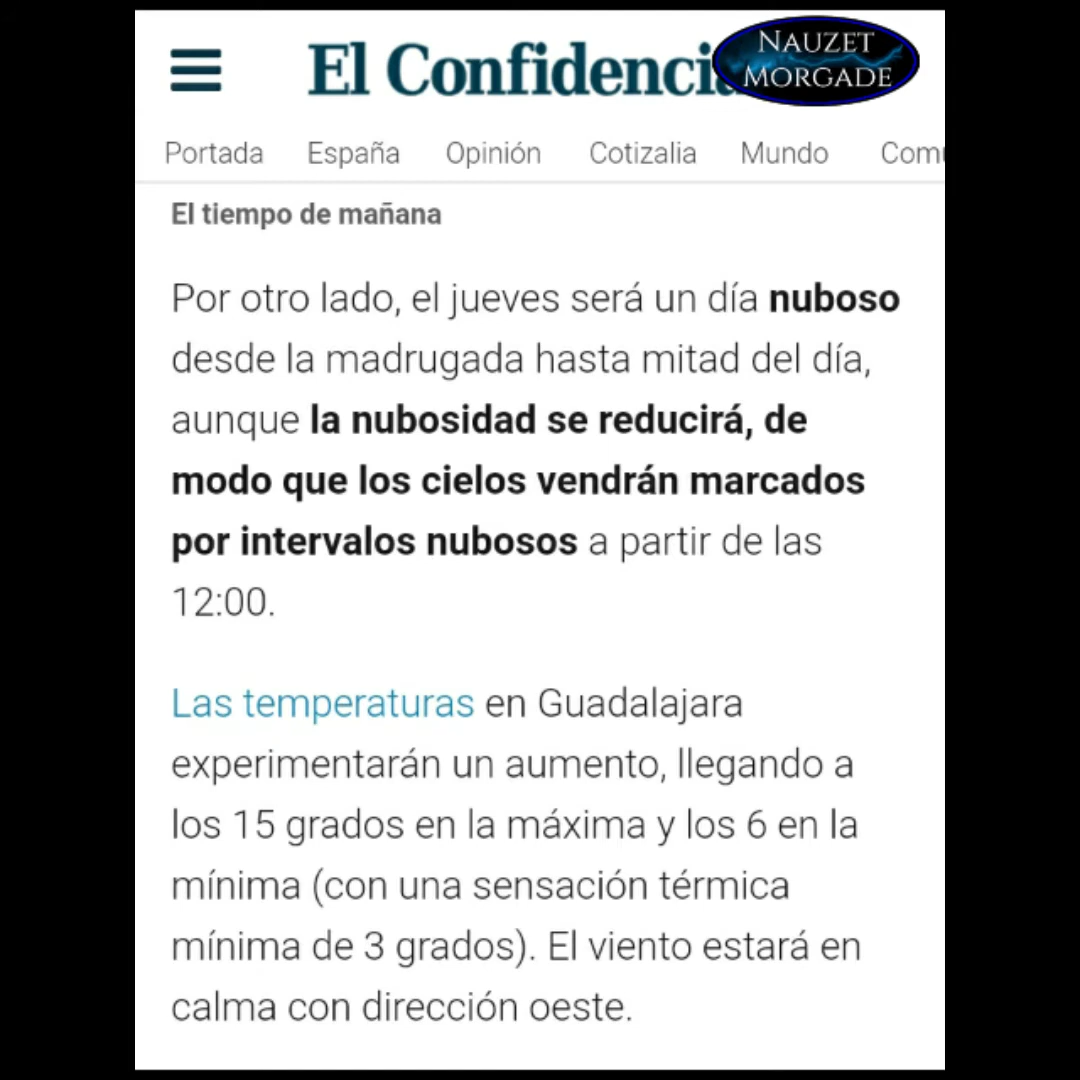 El Confidencia
NAUZET
MORGADE
Portada España Opinión Cotizalia Mundo Com
El tiempo de mañana
Por otro lado, el jueves será un día nuboso
desde la madrugada hasta mitad del día,
aunque la nubosidad se reducirá, de
modo que los cielos vendrán marcados
por intervalos nubosos a partir de las
12:00.
Las temperaturas en Guadalajara
experimentarán un aumento, llegando a
los 15 grados en la máxima y los 6 en la
mínima (con una sensación térmica
mínima de 3 grados). El viento estará en
calma con dirección oeste.